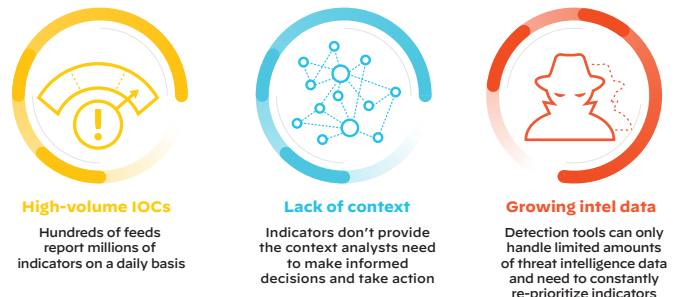 High-volume IOCs
Hundreds of feeds
report millions of
indicators on a daily basis
Lack of context
Indicators don't provide
the context analysts need
to make informed
decisions and take action
Growing intel data
Detection tools can only
handle limited amounts
of threat intelligence data
and need to constantly
re-prioritize indicators